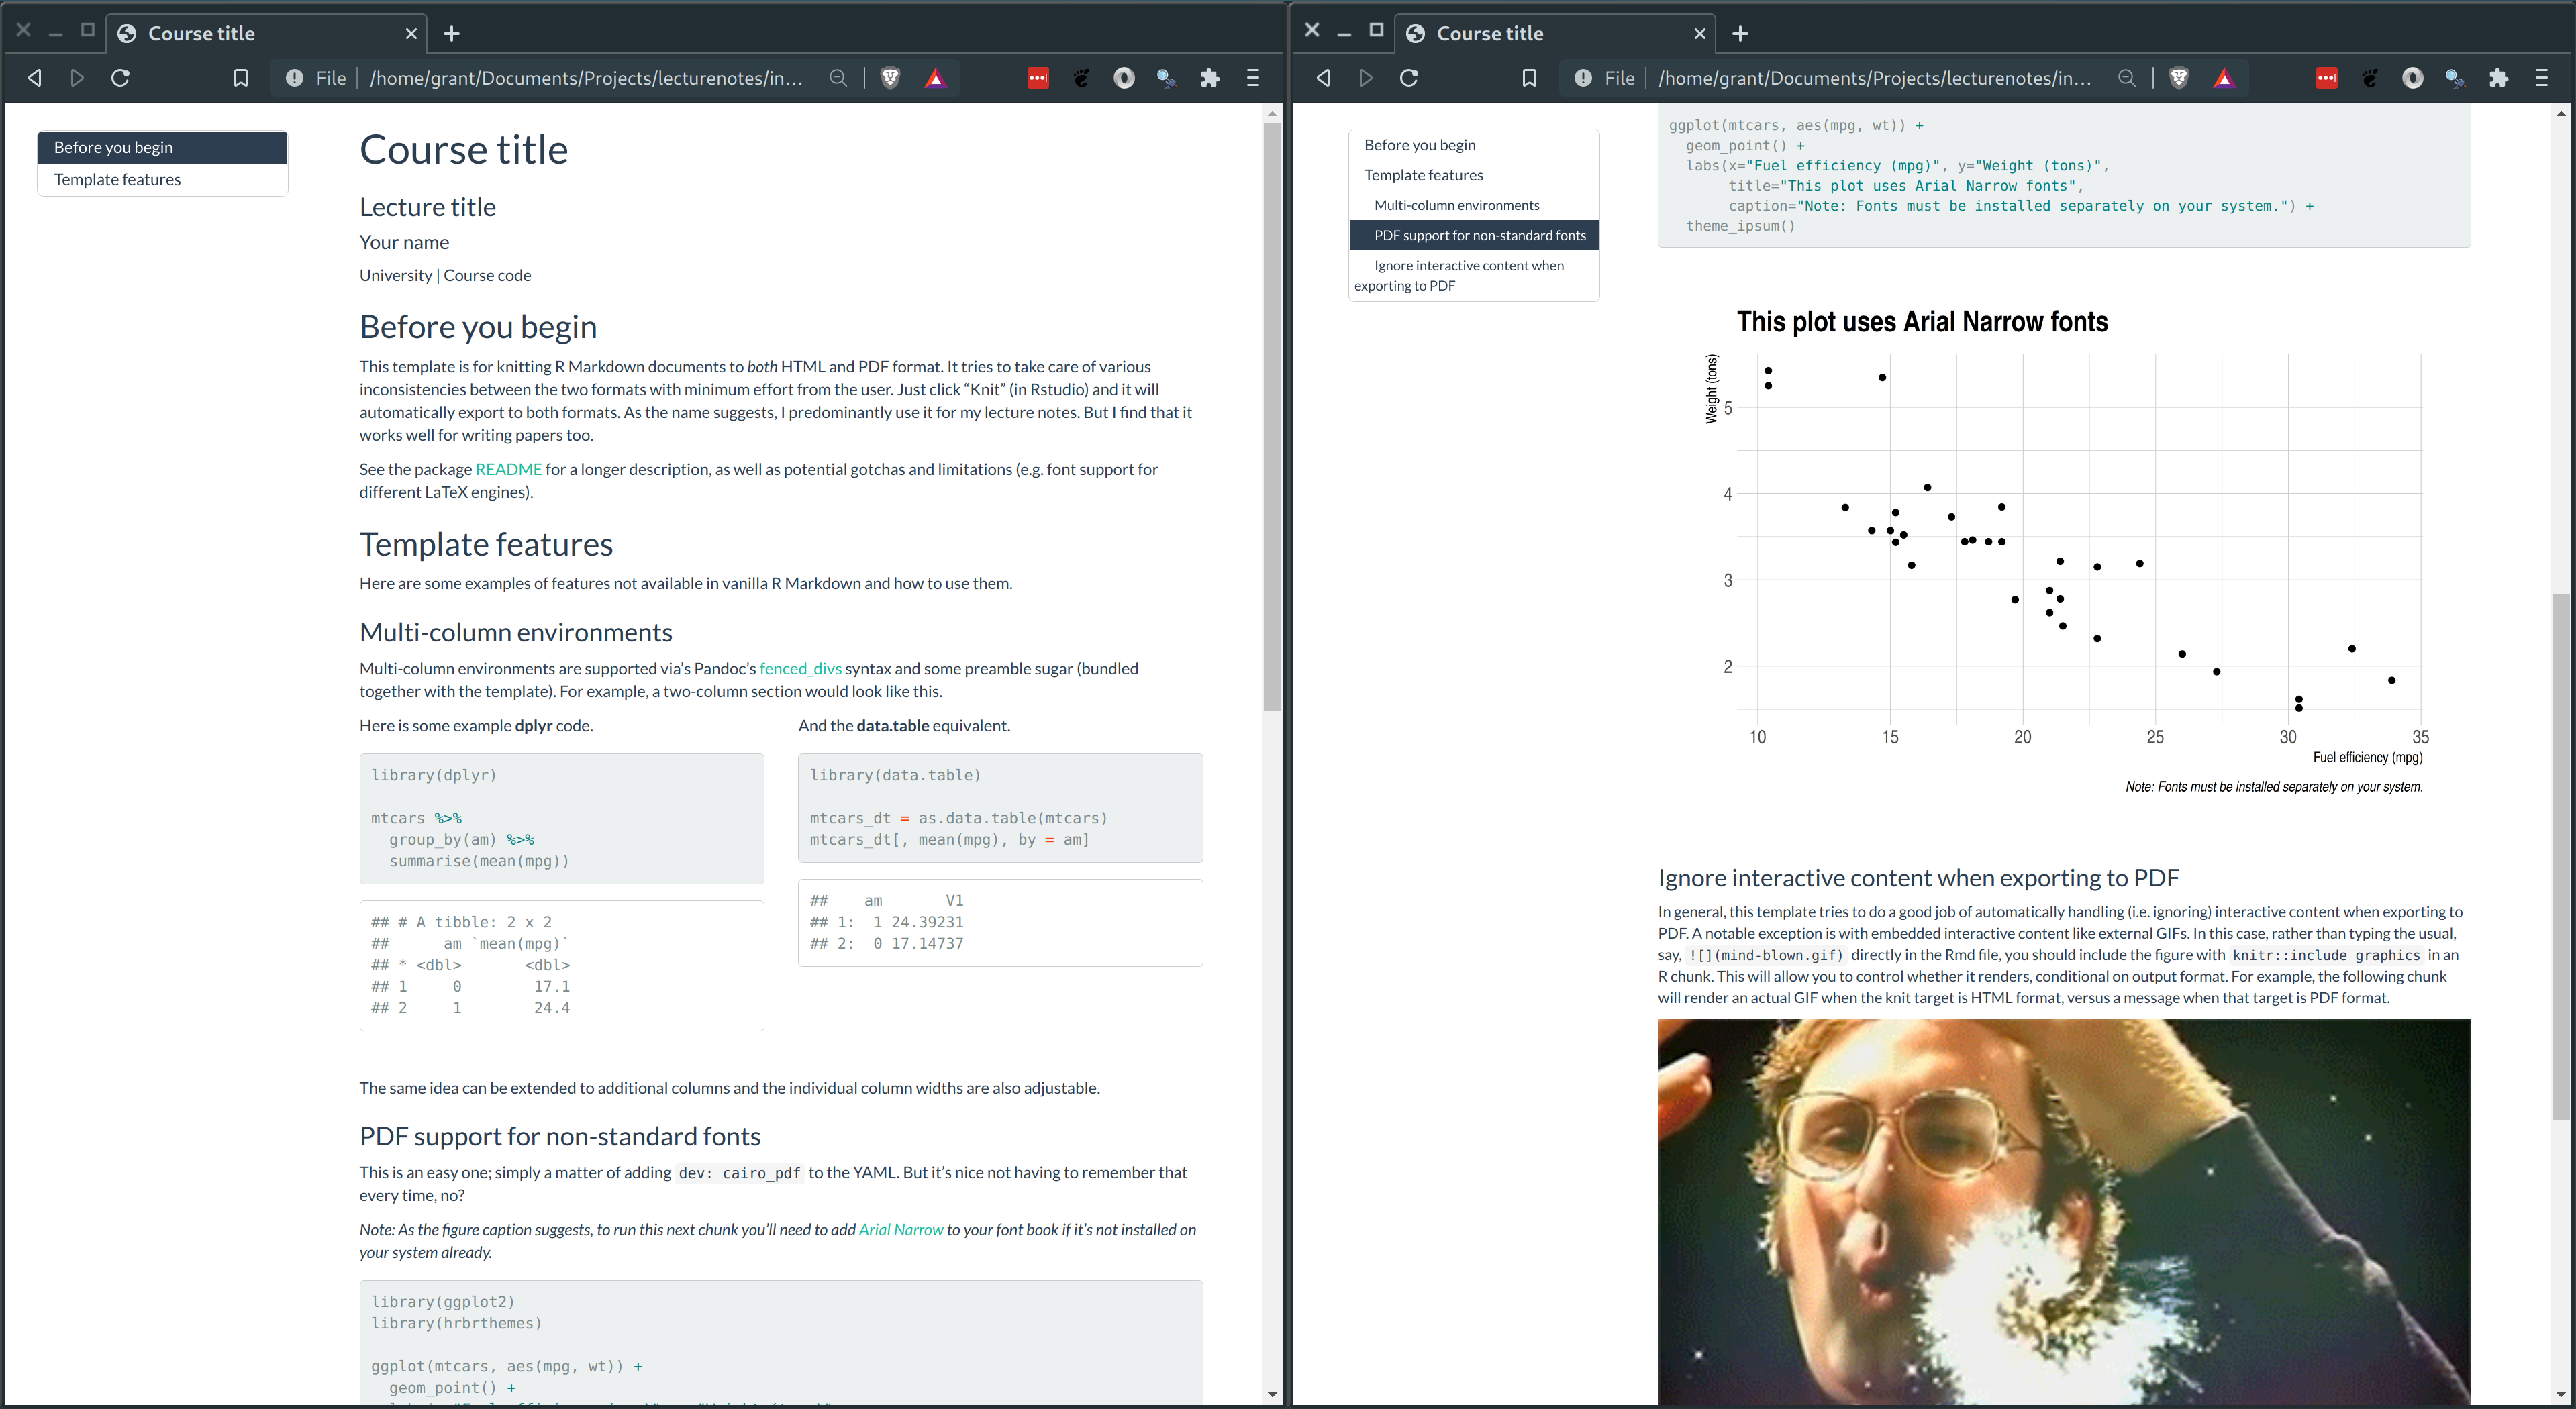 Course title
File
/home/grant/Documents/Projects/lecturenotes/in...
Before you begin
Template features
Course title
Lecture title
Your name
University | Course code
Before you begin
This template is for knitting R Markdown documents to both HTML and PDF format. It tries to take care of various
inconsistencies between the two formats with minimum effort from the user. Just click “Knit” (in Rstudio) and it will
automatically export to both formats. As the name suggests, I predominantly use it for my lecture notes. But I find that it
works well for writing papers too.
See the package README for a longer description, as well as potential gotchas and limitations (e.g. font support for
different LaTeX engines).
Template features
Here are some examples of features not available in vanilla R Markdown and how to use them.
Multi-column environments
Multi-column environments are supported via’s Pandoc’s fenced_divs syntax and some preamble sugar (bundled
together with the template). For example, a two-column section would look like this.
Here is some example dplyr code.
library(dplyr)
mtcars %>%
  group_by(am) %>%
  summarise(mean(mpg))
## # A tibble: 2 x 2
##      am `mean(mpg)`
## * <dbl>       <dbl>
## 1     0        17.1
## 2     1        24.4
And the data.table equivalent.
library(data.table)
mtcars_dt = as.data.table(mtcars)
mtcars_dt[, mean(mpg), by = am]
##    am       V1
## 1:  1 24.39231
## 2:  0 17.14737
The same idea can be extended to additional columns and the individual column widths are also adjustable.
PDF support for non-standard fonts
This is an easy one; simply a matter of adding dev: cairo_pdf to the YAML. But it’s nice not having to remember that
every time, no?
Note: As the figure caption suggests, to run this next chunk you’ll need to add Arial Narrow to your font book if it’s not installed on
your system already.
library(ggplot2)
library(hrbrthemes)
ggplot(mtcars, aes(mpg, wt)) +
  geom_point() +
Course title
File
/home/grant/Documents/Projects/lecturenotes/in...
Before you begin
Template features
Multi-column environments
PDF support for non-standard fonts
Ignore interactive content when
exporting to PDF
ggplot(mtcars, aes(mpg, wt)) +
  geom_point() +
  labs(x="Fuel efficiency (mpg)", y="Weight (tons)",
       title="This plot uses Arial Narrow fonts",
       caption="Note: Fonts must be installed separately on your system.") +
  theme_ipsum()
This plot uses Arial Narrow fonts
Weight (tons)
5
4
3
2
10 15 20 25 30 35
Fuel efficiency (mpg)
Note: Fonts must be installed separately on your system.
Ignore interactive content when exporting to PDF
In general, this template tries to do a good job of automatically handling (i.e. ignoring) interactive content when exporting to
PDF. A notable exception is with embedded interactive content like external GIFs. In this case, rather than typing the usual,
say, ![](mind-blown.gif) directly in the Rmd file, you should include the figure with knitr::include_graphics in an
R chunk. This will allow you to control whether it renders, conditional on output format. For example, the following chunk
will render an actual GIF when the knit target is HTML format, versus a message when that target is PDF format.